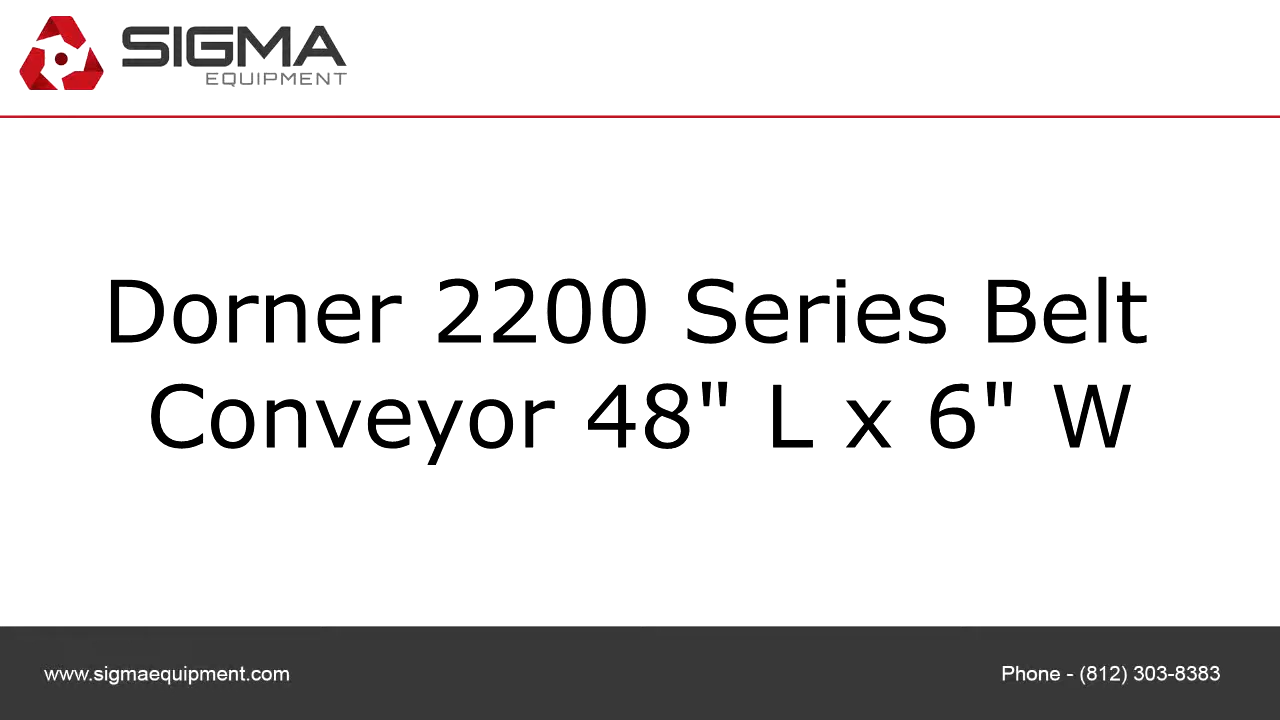 SIGMA
EQUIPMENT
Dorner 2200 Series Belt
Conveyor 48" L x 6" W
www.sigmaequipment.com
Phone - (812) 303-8383